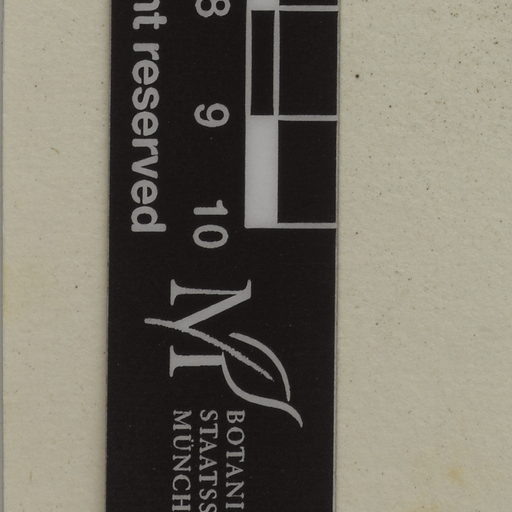 nt reserved
8 9 10
BOTANI
STAATSS
MÜNCH